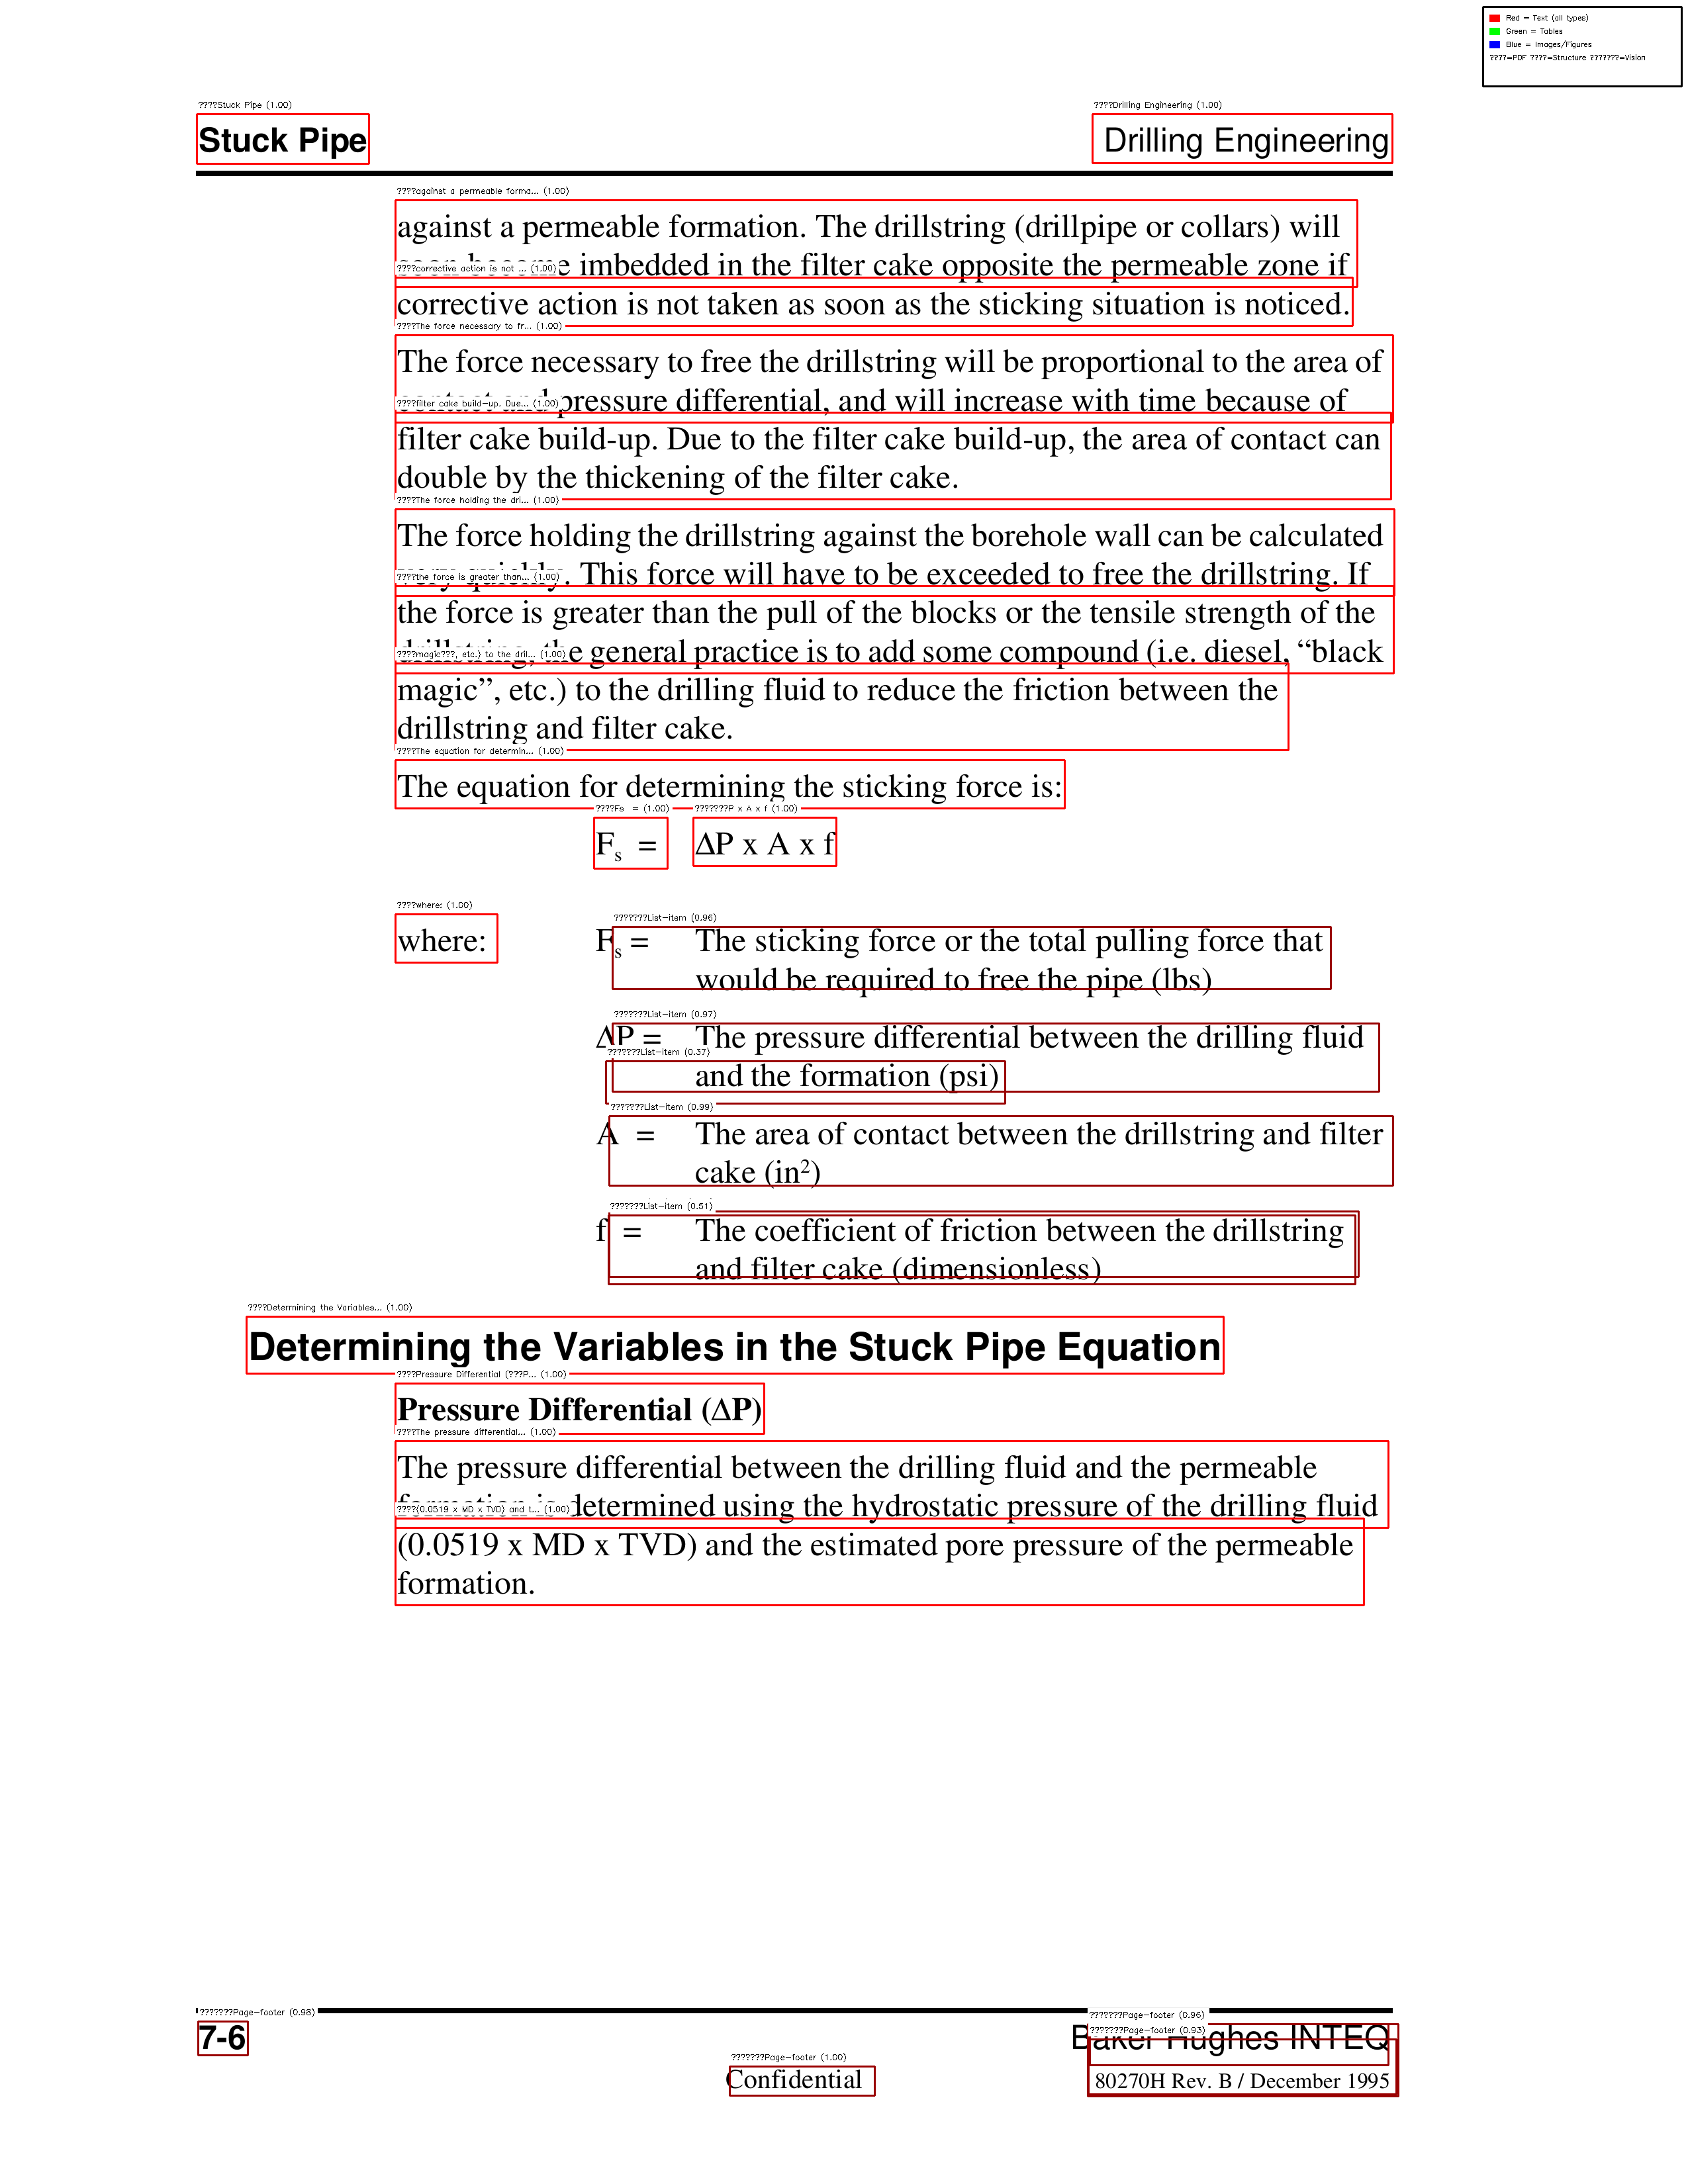 Red = Text (all types)
Green = Tables
Blue = Images/Figures
????=PDF ????=Structure ???????=Vision
????Stuck Pipe (1.00)
????Drilling Engineering (1.00)
Stuck Pipe
Drilling Engineering
????against a permeable forma... (1.00)
against a permeable formation. The drillstring (drillpipe or collars) will
????corrective action is not ... (1.00)
imbedded in the filter cake opposite the permeable zone if
corrective action is not taken as soon as the sticking situation is noticed.
????The force necessary to fr... (1.00)
The force necessary to free the drillstring will be proportional to the area of
????filter cake build-up. Due... (1.00)
pressure differential, and will increase with time because of
filter cake build-up. Due to the filter cake build-up, the area of contact can
double by the thickening of the filter cake.
????The force holding the dri... (1.00)
The force holding the drillstring against the borehole wall can be calculated
????the force is greater than... (1.00)
. This force will have to be exceeded to free the drillstring. If
the force is greater than the pull of the blocks or the tensile strength of the
????magic???, etc.) to the dril... (1.00)
the general practice is to add some compound (i.e. diesel, “black
magic”, etc.) to the drilling fluid to reduce the friction between the
drillstring and filter cake.
????The equation for determin... (1.00)
The equation for determining the sticking force is:
????Fs = (1.00)
???????P x A x f (1.00)
Fs = ΔP x A x f
????where: (1.00)
???????List-item (0.96)
where: Fs = The sticking force or the total pulling force that
would be required to free the pipe (lbs)
???????List-item (0.97)
ΔP = The pressure differential between the drilling fluid
???????List-item (0.37)
and the formation (psi)
???????List-item (0.99)
A = The area of contact between the drillstring and filter
cake (in²)
???????List-item (0.51)
f = The coefficient of friction between the drillstring
and filter cake (dimensionless)
????Determining the Variables... (1.00)
Determining the Variables in the Stuck Pipe Equation
????Pressure Differential (???P... (1.00)
Pressure Differential (ΔP)
????The pressure differential... (1.00)
The pressure differential between the drilling fluid and the permeable
????(0.0519 x MD x TVD) and t... (1.00)
determined using the hydrostatic pressure of the drilling fluid
(0.0519 x MD x TVD) and the estimated pore pressure of the permeable
formation.
???????Page-footer (0.98)
???????Page-footer (0.96)
7-6
???????Page-footer (0.93)
Baker Hughes INTEQ
???????Page-footer (1.00)
Confidential
80270H Rev. B / December 1995